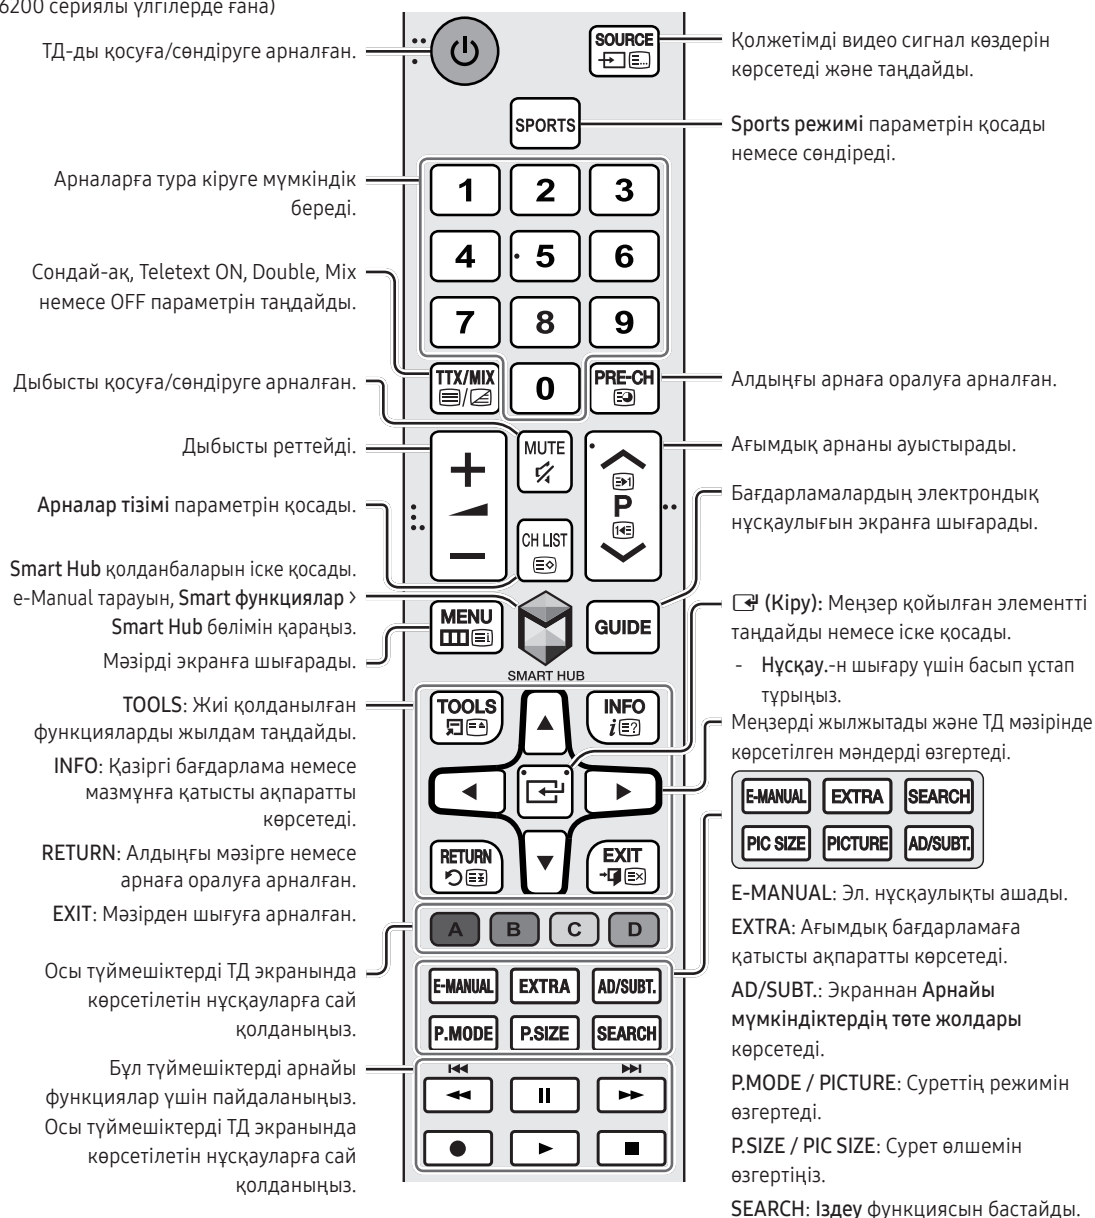 6200 сериялы үлгілерде ғана)
ТД-ды қосуға/сөндіруге арналған.
Арналарға тура кіруге мүмкіндік
береді.
Сондай-ақ, Teletext ON, Double, Mix
немесе OFF параметрін таңдайды.
Дыбысты қосуға/сөндіруге арналған.
Дыбысты реттейді.
Арналар тізімі параметрін қосады.
Smart Hub қолданбаларын іске қосады.
e-Manual тарауын, Smart функциялар >
Smart Hub бөлімін қараңыз.
Мәзірді экранға шығарады.
TOOLS: Жиі қолданылған
функцияларды жылдам таңдайды.
INFO: Қазіргі бағдарлама немесе
мазмұнға қатысты ақпаратты
көрсетеді.
RETURN: Алдыңғы мәзірге немесе
арнаға оралуға арналған.
EXIT: Мәзірден шығуға арналған.
Осы түймешіктерді ТД экранында
көрсетілетін нұсқауларға сай
қолданыңыз.
Бұл түймешіктерді арнайы
функциялар үшін пайдаланыңыз.
Осы түймешіктерді ТД экранында
көрсетілетін нұсқауларға сай
қолданыңыз.
SOURCE
SPORTS
1 2 3
4 5 6
7 8 9
TTX/MIX 0 PRE-CH
MUTE
P
CH LIST
MENU
GUIDE
SMART HUB
TOOLS INFO
RETURN EXIT
A B C D
E-MANUAL EXTRA AD/SUBT.
P.MODE P.SIZE SEARCH
Қолжетімді видео сигнал көздерін
көрсетеді және таңдайды.
Sports режимі параметрін қосады
немесе сөндіреді.
Алдыңғы арнаға оралуға арналған.
Ағымдық арнаны ауыстырады.
Бағдарламалардың электрондық
нұсқаулығын экранға шығарады.
(Кіру): Меңзер қойылған элементті
таңдайды немесе іске қосады.
- Нұсқау.-н шығару үшін басып ұстап
тұрыңыз.
Меңзерді жылжытады және ТД мәзірінде
көрсетілген мәндерді өзгертеді.
E-MANUAL EXTRA SEARCH
PIC SIZE PICTURE AD/SUBT.
E-MANUAL: Эл. нұсқаулықты ашады.
EXTRA: Ағымдық бағдарламаға
қатысты ақпаратты көрсетеді.
AD/SUBT.: Экраннан Арнайы
мүмкіндіктердің төте жолдары
көрсетеді.
P.MODE / PICTURE: Суреттің режимін
өзгертеді.
P.SIZE / PIC SIZE: Сурет өлшемін
өзгертіңіз.
SEARCH: Іздеу функциясын бастайды.